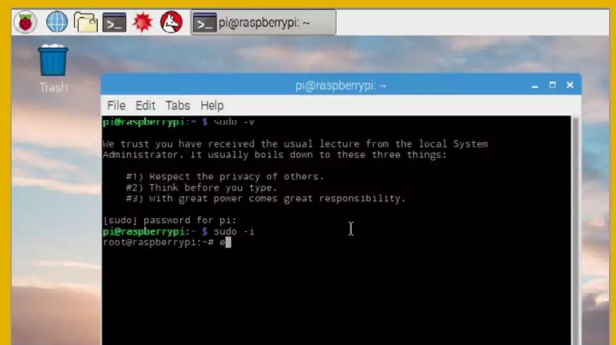 pi@raspberrypi: ~
Trash
pi@raspberrypi: ~
File Edit Tabs Help
pi@raspberrypi:~ $ sudo -v
We trust you have received the usual lecture from the local System
Administrator. It usually boils down to these three things:
#1) Respect the privacy of others.
#2) Think before you type.
#3) With great power comes great responsibility.
[sudo] password for pi:
pi@raspberrypi:~ $ sudo -i
root@raspberrypi:~# e